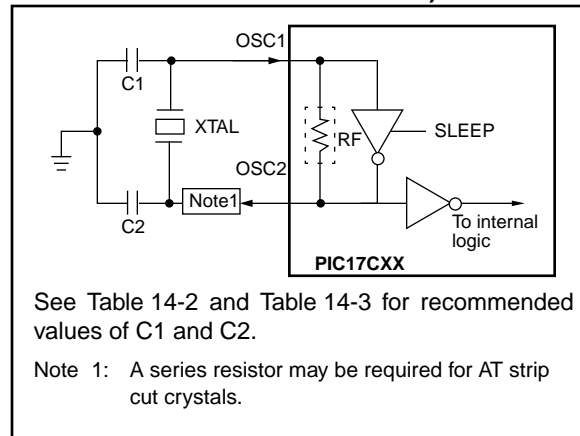 OSC1
C1
XTAL
RF
SLEEP
OSC2
C2
Note1
To internal
logic
PIC17CXX
See Table 14-2 and Table 14-3 for recommended
values of C1 and C2.
Note 1: A series resistor may be required for AT strip
cut crystals.